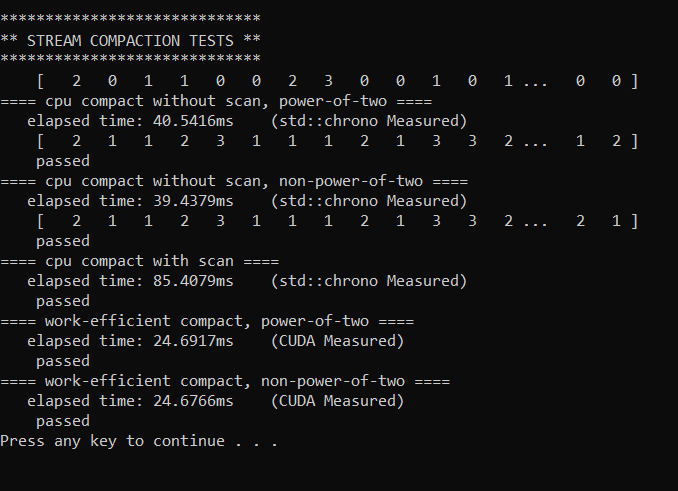 *****************************
** STREAM COMPACTION TESTS **
*****************************
[ 2 0 1 1 0 0 2 3 0 0 1 0 1 ... 0 0 ]
==== cpu compact without scan, power-of-two ====
elapsed time: 40.5416ms (std::chrono Measured)
[ 2 1 1 2 3 1 1 1 2 1 3 3 2 ... 1 2 ]
passed
==== cpu compact without scan, non-power-of-two ====
elapsed time: 39.4379ms (std::chrono Measured)
[ 2 1 1 2 3 1 1 1 2 1 3 3 2 ... 2 1 ]
passed
==== cpu compact with scan ====
elapsed time: 85.4079ms (std::chrono Measured)
passed
==== work-efficient compact, power-of-two ====
elapsed time: 24.6917ms (CUDA Measured)
passed
==== work-efficient compact, non-power-of-two ====
elapsed time: 24.6766ms (CUDA Measured)
passed
Press any key to continue . . .